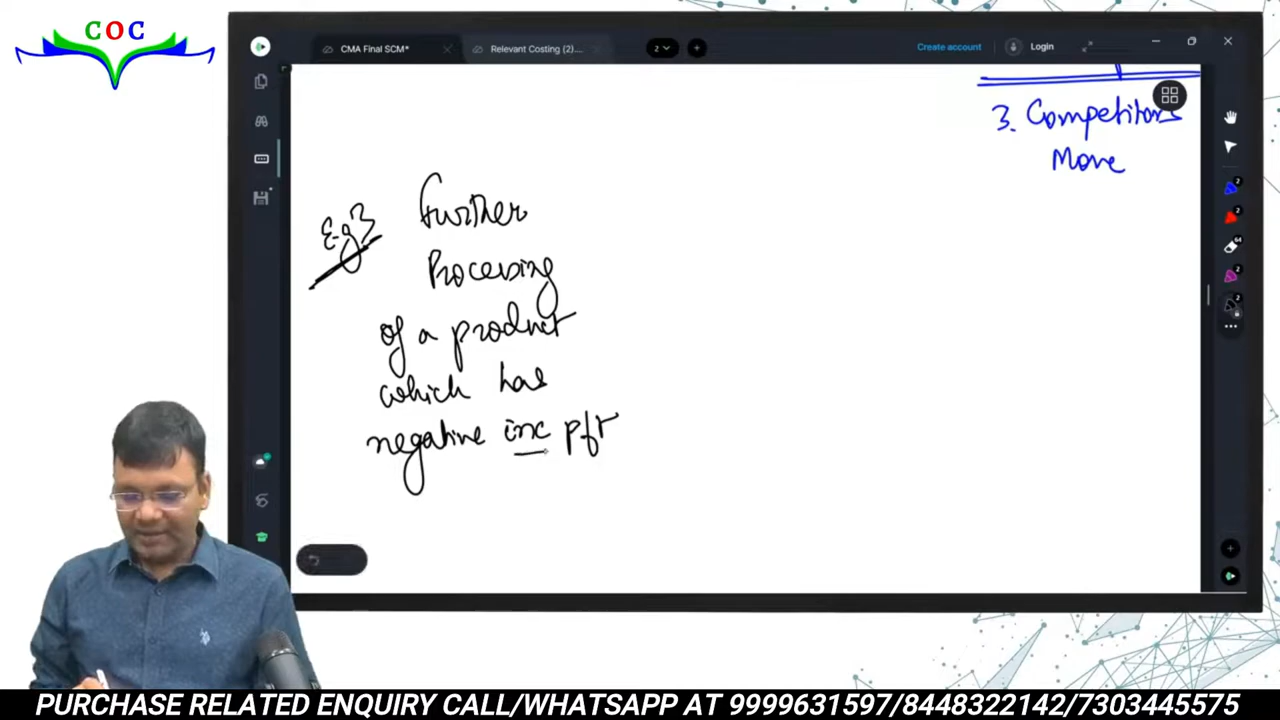 COC
CMA Final SCM*
Relevant Costing (2)...
2
Create account
Login
3. Competitors
Move
E.g 3
Further
Processing
of a product
which has
negative inc pft
PURCHASE RELATED ENQUIRY CALL/WHATSAPP AT 9999631597/8448322142/7303445575